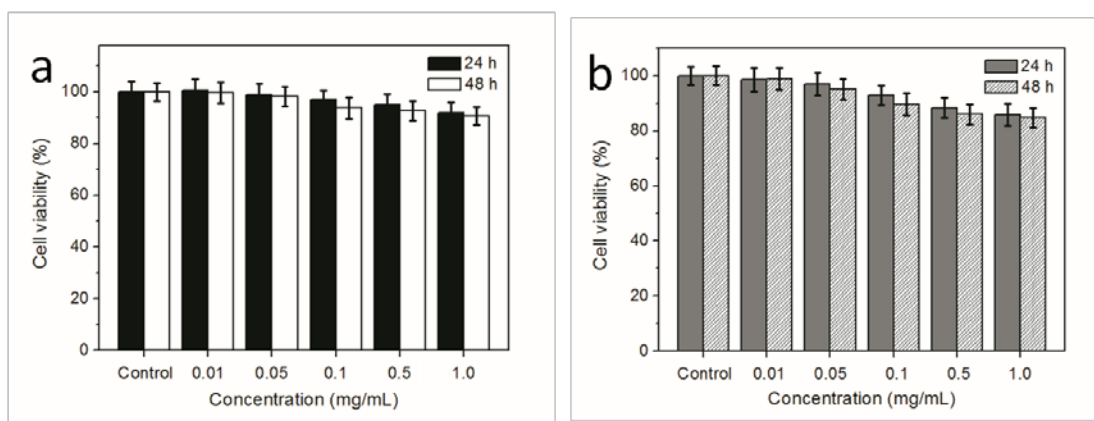 a
24 h
48 h
100
80
60
40
20
0
Cell viability (%)
Control 0.01 0.05 0.1 0.5 1.0
Concentration (mg/mL)
b
24 h
48 h
100
80
60
40
20
0
Cell viability (%)
Control 0.01 0.05 0.1 0.5 1.0
Concentration (mg/mL)